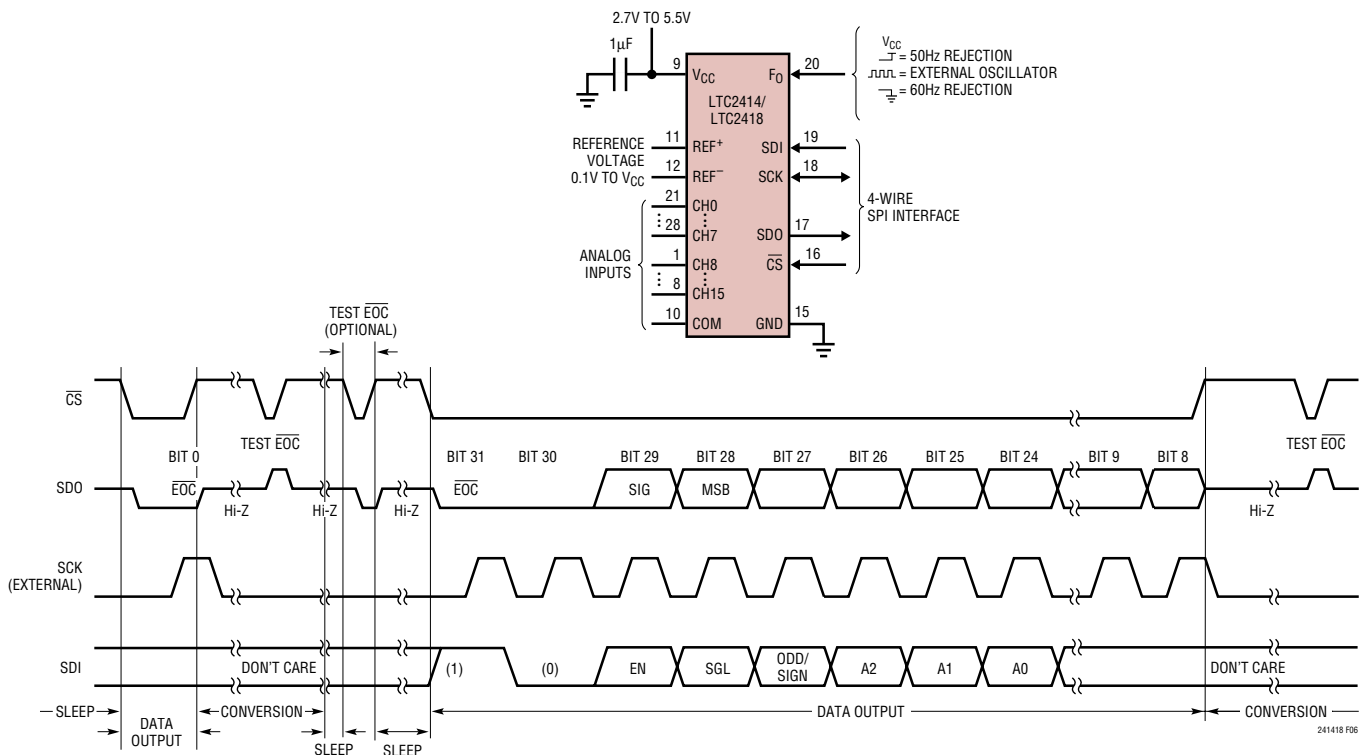 2.7V TO 5.5V
1µF
9
VCC
FO
20
VCC
= 50Hz REJECTION
= EXTERNAL OSCILLATOR
= 60Hz REJECTION
LTC2414/
LTC2418
REFERENCE
VOLTAGE
0.1V TO VCC
11
REF+
12
REF–
SDI
19
SCK
18
SDO
17
CS
16
4-WIRE
SPI INTERFACE
ANALOG
INPUTS
21
CH0
28
CH7
1
CH8
8
CH15
10
COM
GND
15
TEST EOC
(OPTIONAL)
CS
BIT 0
TEST EOC
BIT 31
BIT 30
BIT 29
BIT 28
BIT 27
BIT 26
BIT 25
BIT 24
BIT 9
BIT 8
TEST EOC
SDO
EOC
Hi-Z
Hi-Z
Hi-Z
EOC
SIG
MSB
Hi-Z
SCK
(EXTERNAL)
SDI
DON'T CARE
(1)
(0)
EN
SGL
ODD/
SIGN
A2
A1
A0
DON'T CARE
SLEEP
DATA
OUTPUT
CONVERSION
SLEEP
SLEEP
DATA OUTPUT
CONVERSION
241418 F06